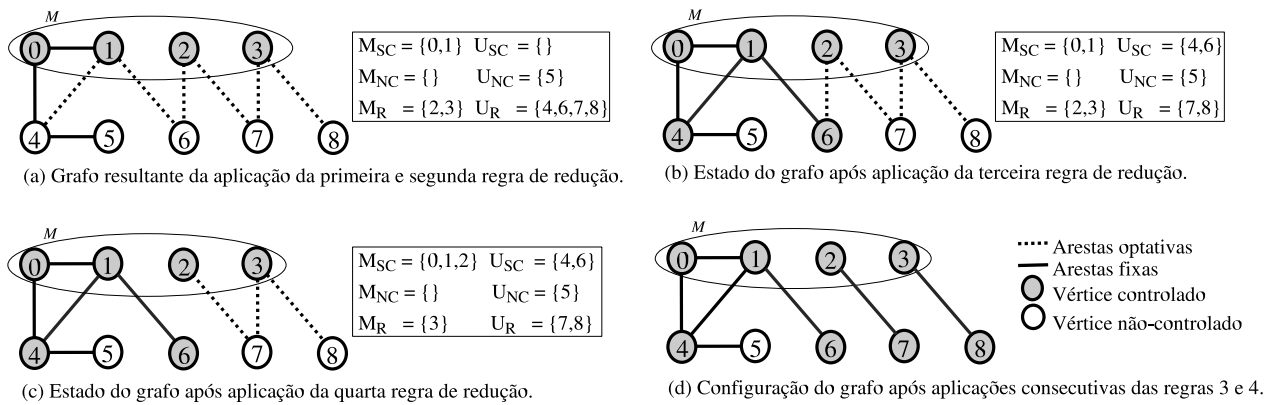 M
0 1 2 3
4 5 6 7 8
M_SC = {0,1} U_SC = {}
M_NC = {} U_NC = {5}
M_R = {2,3} U_R = {4,6,7,8}
(a) Grafo resultante da aplicação da primeira e segunda regra de redução.
M
0 1 2 3
4 5 6 7 8
M_SC = {0,1} U_SC = {4,6}
M_NC = {} U_NC = {5}
M_R = {2,3} U_R = {7,8}
(b) Estado do grafo após aplicação da terceira regra de redução.
M
0 1 2 3
4 5 6 7 8
M_SC = {0,1,2} U_SC = {4,6}
M_NC = {} U_NC = {5}
M_R = {3} U_R = {7,8}
(c) Estado do grafo após aplicação da quarta regra de redução.
M
0 1 2 3
4 5 6 7 8
Arestas optativas
Arestas fixas
Vértice controlado
Vértice não-controlado
(d) Configuração do grafo após aplicações consecutivas das regras 3 e 4.